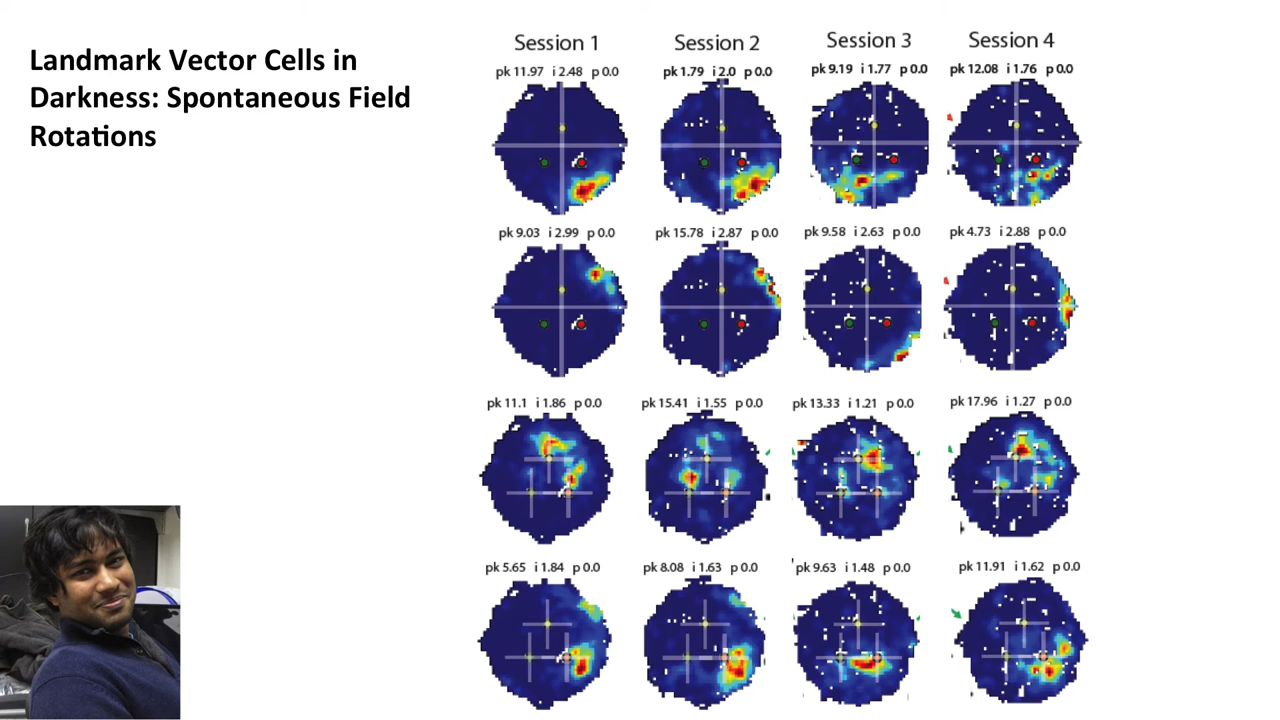 Landmark Vector Cells in
Darkness: Spontaneous Field
Rotations
Session 1 Session 2 Session 3 Session 4
pk 11.97 i 2.48 p 0.0 pk 1.79 i 2.0 p 0.0 pk 9.19 i 1.77 p 0.0 pk 12.08 i 1.76 p 0.0
pk 9.03 i 2.99 p 0.0 pk 15.78 i 2.87 p 0.0 pk 9.58 i 2.63 p 0.0 pk 4.73 i 2.88 p 0.0
pk 11.1 i 1.86 p 0.0 pk 15.41 i 1.55 p 0.0 pk 13.33 i 1.21 p 0.0 pk 17.96 i 1.27 p 0.0
pk 5.65 i 1.84 p 0.0 pk 8.08 i 1.63 p 0.0 pk 9.63 i 1.48 p 0.0 pk 11.91 i 1.62 p 0.0